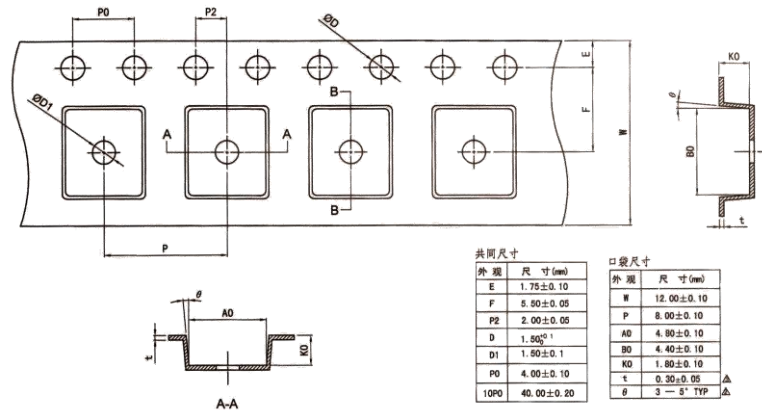 P0
P2
ØD
E
K0
θ
ØD1
B
F
W
A
A
B0
B
t
P
共同尺寸
外 观 尺 寸(mm)
E 1.75±0.10
F 5.50±0.05
P2 2.00±0.05
D 1.50 +0.1 0
D1 1.50±0.1
P0 4.00±0.10
10P0 40.00±0.20
口袋尺寸
外 观 尺 寸(mm)
W 12.00±0.10
P 8.00±0.10
A0 4.80±0.10
B0 4.40±0.10
K0 1.80±0.10
t 0.30±0.05
θ 3 — 5° TYP
θ
A0
t
K0
A-A